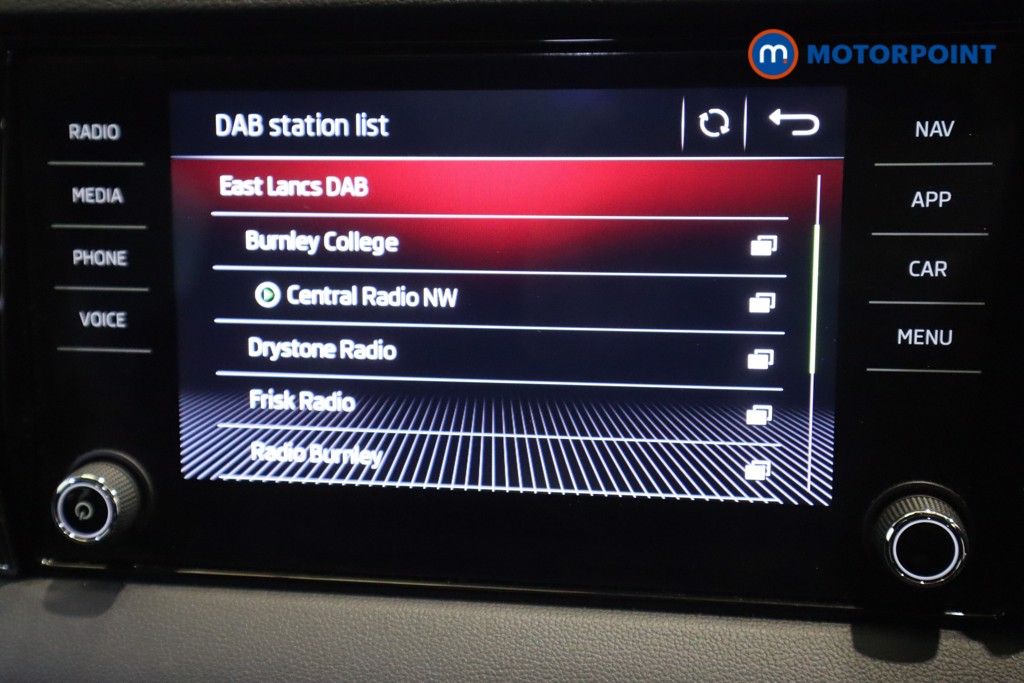 m MOTORPOINT
DAB station list
RADIO
MEDIA
PHONE
VOICE
East Lancs DAB
Burnley College
Central Radio NW
Drystone Radio
Frisk Radio
Radio Burnley
NAV
APP
CAR
MENU